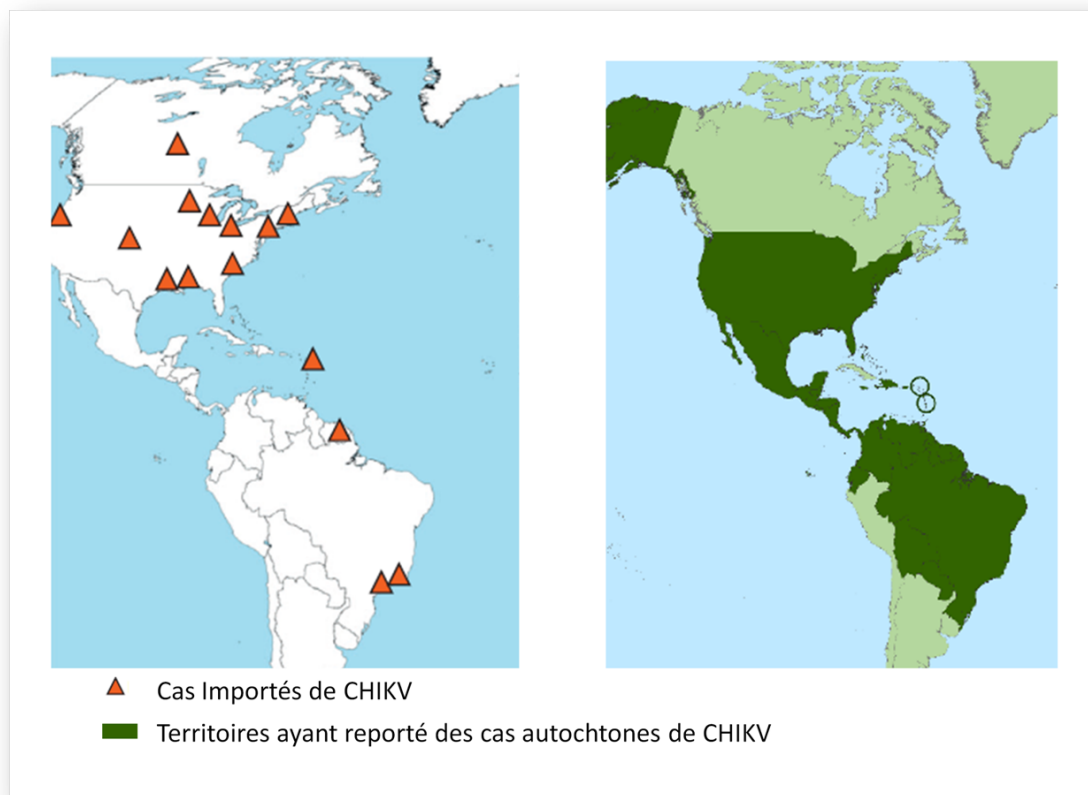 Cas Importés de CHIKV
Territoires ayant reporté des cas autochtones de CHIKV